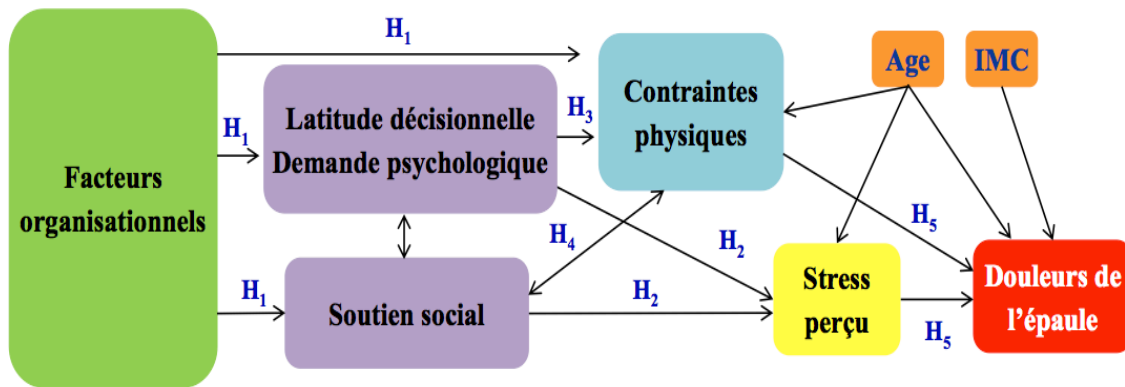 Facteurs
organisationnels
H1
H1
H1
Latitude décisionnelle
Demande psychologique
Soutien social
H3
H4
H2
H2
Contraintes
physiques
Age
IMC
H5
Stress
perçu
H5
Douleurs de
l’épaule